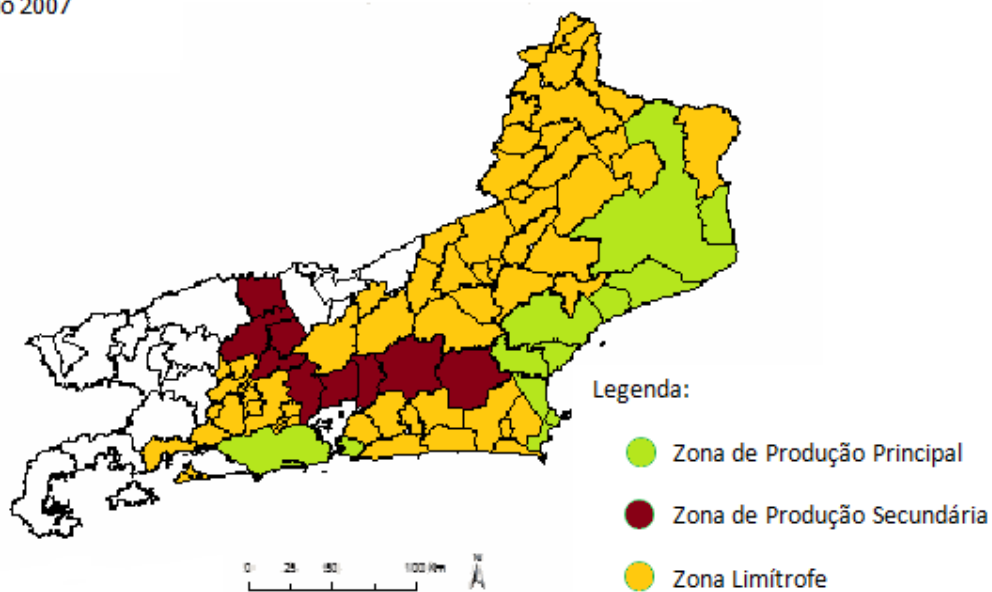 o 2007
Legenda:
Zona de Produção Principal
Zona de Produção Secundária
Zona Limítrofe
0 25 50 100 Km
N